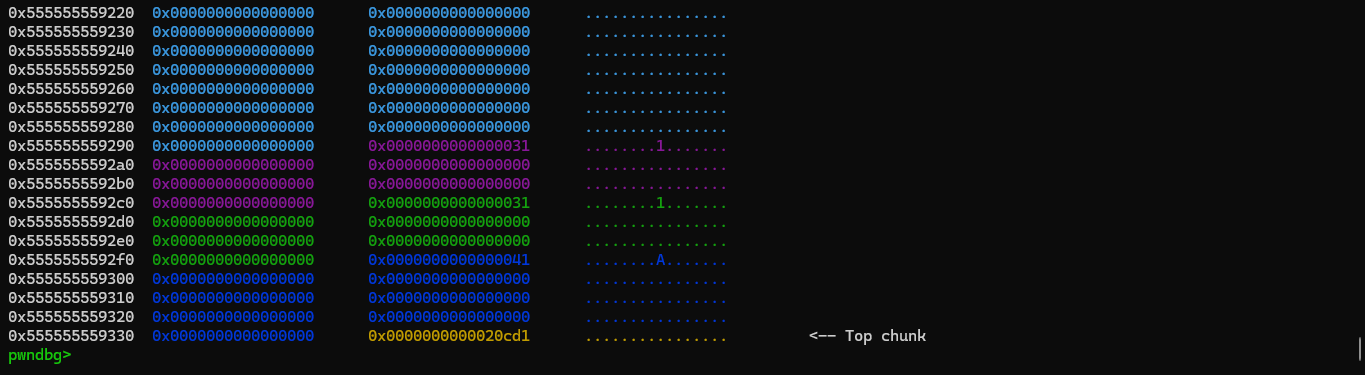 0x555555559220 0x0000000000000000 0x0000000000000000 ................
0x555555559230 0x0000000000000000 0x0000000000000000 ................
0x555555559240 0x0000000000000000 0x0000000000000000 ................
0x555555559250 0x0000000000000000 0x0000000000000000 ................
0x555555559260 0x0000000000000000 0x0000000000000000 ................
0x555555559270 0x0000000000000000 0x0000000000000000 ................
0x555555559280 0x0000000000000000 0x0000000000000000 ................
0x555555559290 0x0000000000000000 0x0000000000000031 ........1.......
0x5555555592a0 0x0000000000000000 0x0000000000000000 ................
0x5555555592b0 0x0000000000000000 0x0000000000000000 ................
0x5555555592c0 0x0000000000000000 0x0000000000000031 ........1.......
0x5555555592d0 0x0000000000000000 0x0000000000000000 ................
0x5555555592e0 0x0000000000000000 0x0000000000000000 ................
0x5555555592f0 0x0000000000000000 0x0000000000000041 ........A.......
0x555555559300 0x0000000000000000 0x0000000000000000 ................
0x555555559310 0x0000000000000000 0x0000000000000000 ................
0x555555559320 0x0000000000000000 0x0000000000000000 ................
0x555555559330 0x0000000000000000 0x0000000000020cd1 ................ <-- Top chunk
pwndbg>